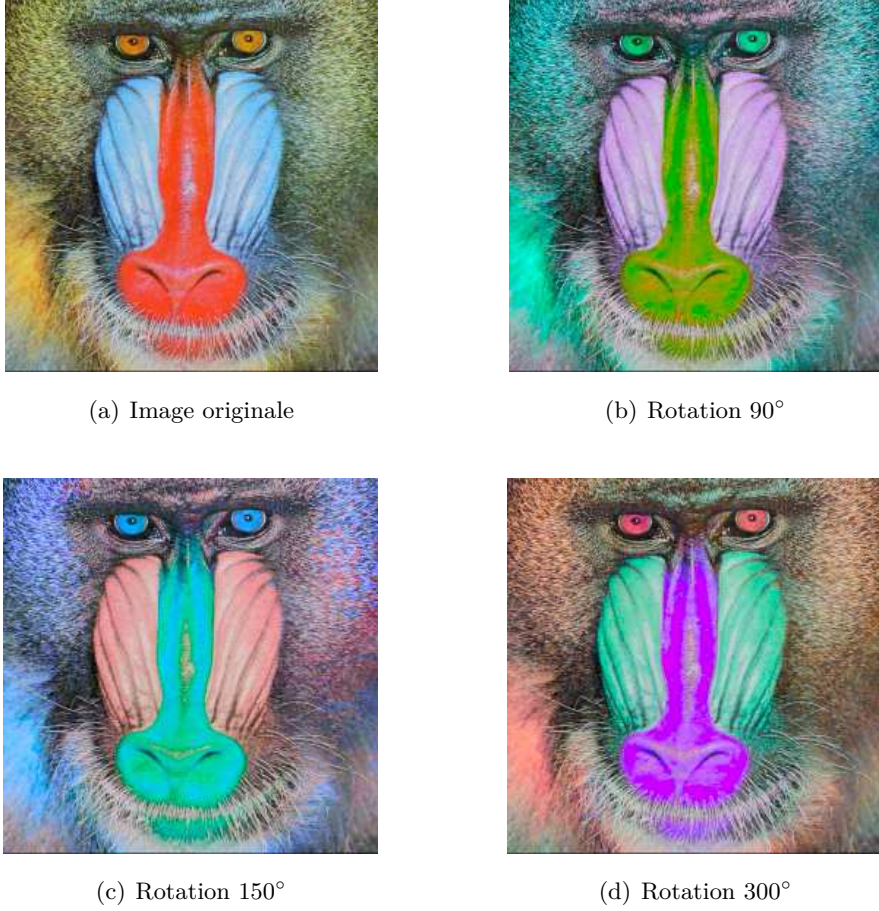 (a) Image originale
(b) Rotation 90°
(c) Rotation 150°
(d) Rotation 300°